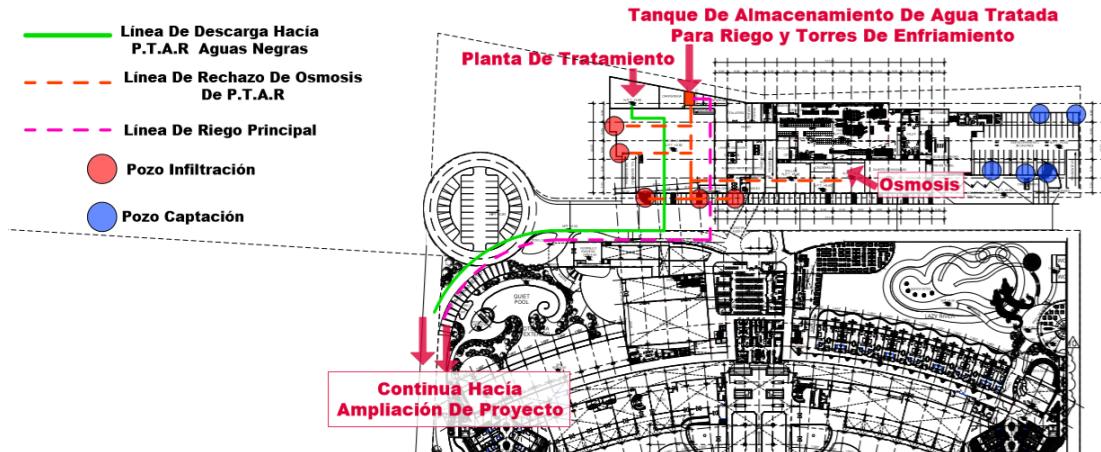 Línea De Descarga Hacía
P.T.A.R Aguas Negras
Línea De Rechazo De Osmosis
De P.T.A.R
Línea De Riego Principal
Pozo Infiltración
Pozo Captación
Tanque De Almacenamiento De Agua Tratada
Para Riego y Torres De Enfriamiento
Planta De Tratamiento
Osmosis
QUIET
POOL
LAZY RIVER
Continua Hacía
Ampliación De Proyecto